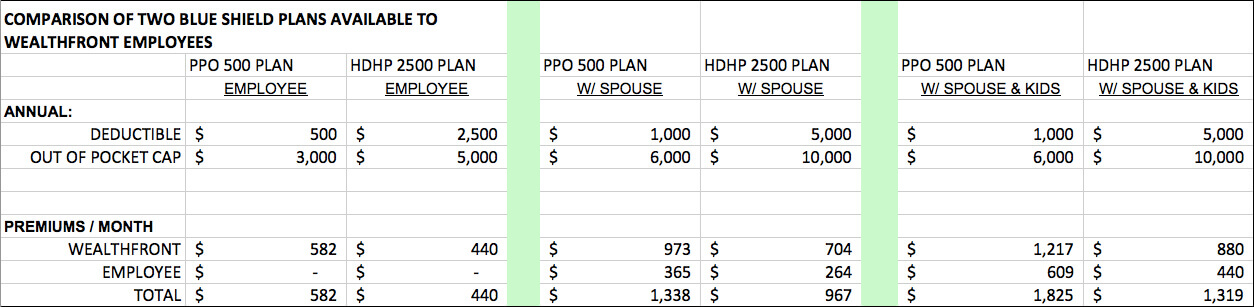 COMPARISON OF TWO BLUE SHIELD PLANS AVAILABLE TO
WEALTHFRONT EMPLOYEES
PPO 500 PLAN HDHP 2500 PLAN PPO 500 PLAN HDHP 2500 PLAN PPO 500 PLAN HDHP 2500 PLAN
EMPLOYEE EMPLOYEE W/ SPOUSE W/ SPOUSE W/ SPOUSE & KIDS W/ SPOUSE & KIDS
ANNUAL:
DEDUCTIBLE $ 500 $ 2,500 $ 1,000 $ 5,000 $ 1,000 $ 5,000
OUT OF POCKET CAP $ 3,000 $ 5,000 $ 6,000 $ 10,000 $ 6,000 $ 10,000
PREMIUMS / MONTH
WEALTHFRONT $ 582 $ 440 $ 973 $ 704 $ 1,217 $ 880
EMPLOYEE $ - $ - $ 365 $ 264 $ 609 $ 440
TOTAL $ 582 $ 440 $ 1,338 $ 967 $ 1,825 $ 1,319